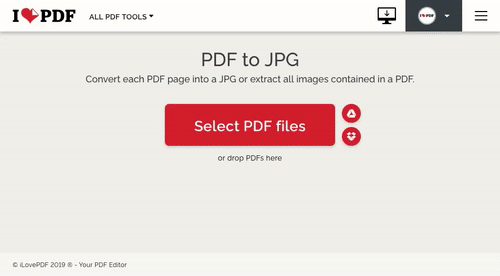 I PDF
ALL PDF TOOLS
I PDF
PDF to JPG
Convert each PDF page into a JPG or extract all images contained in a PDF.
Select PDF files
or drop PDFs here
© iLovePDF 2019 ® - Your PDF Editor